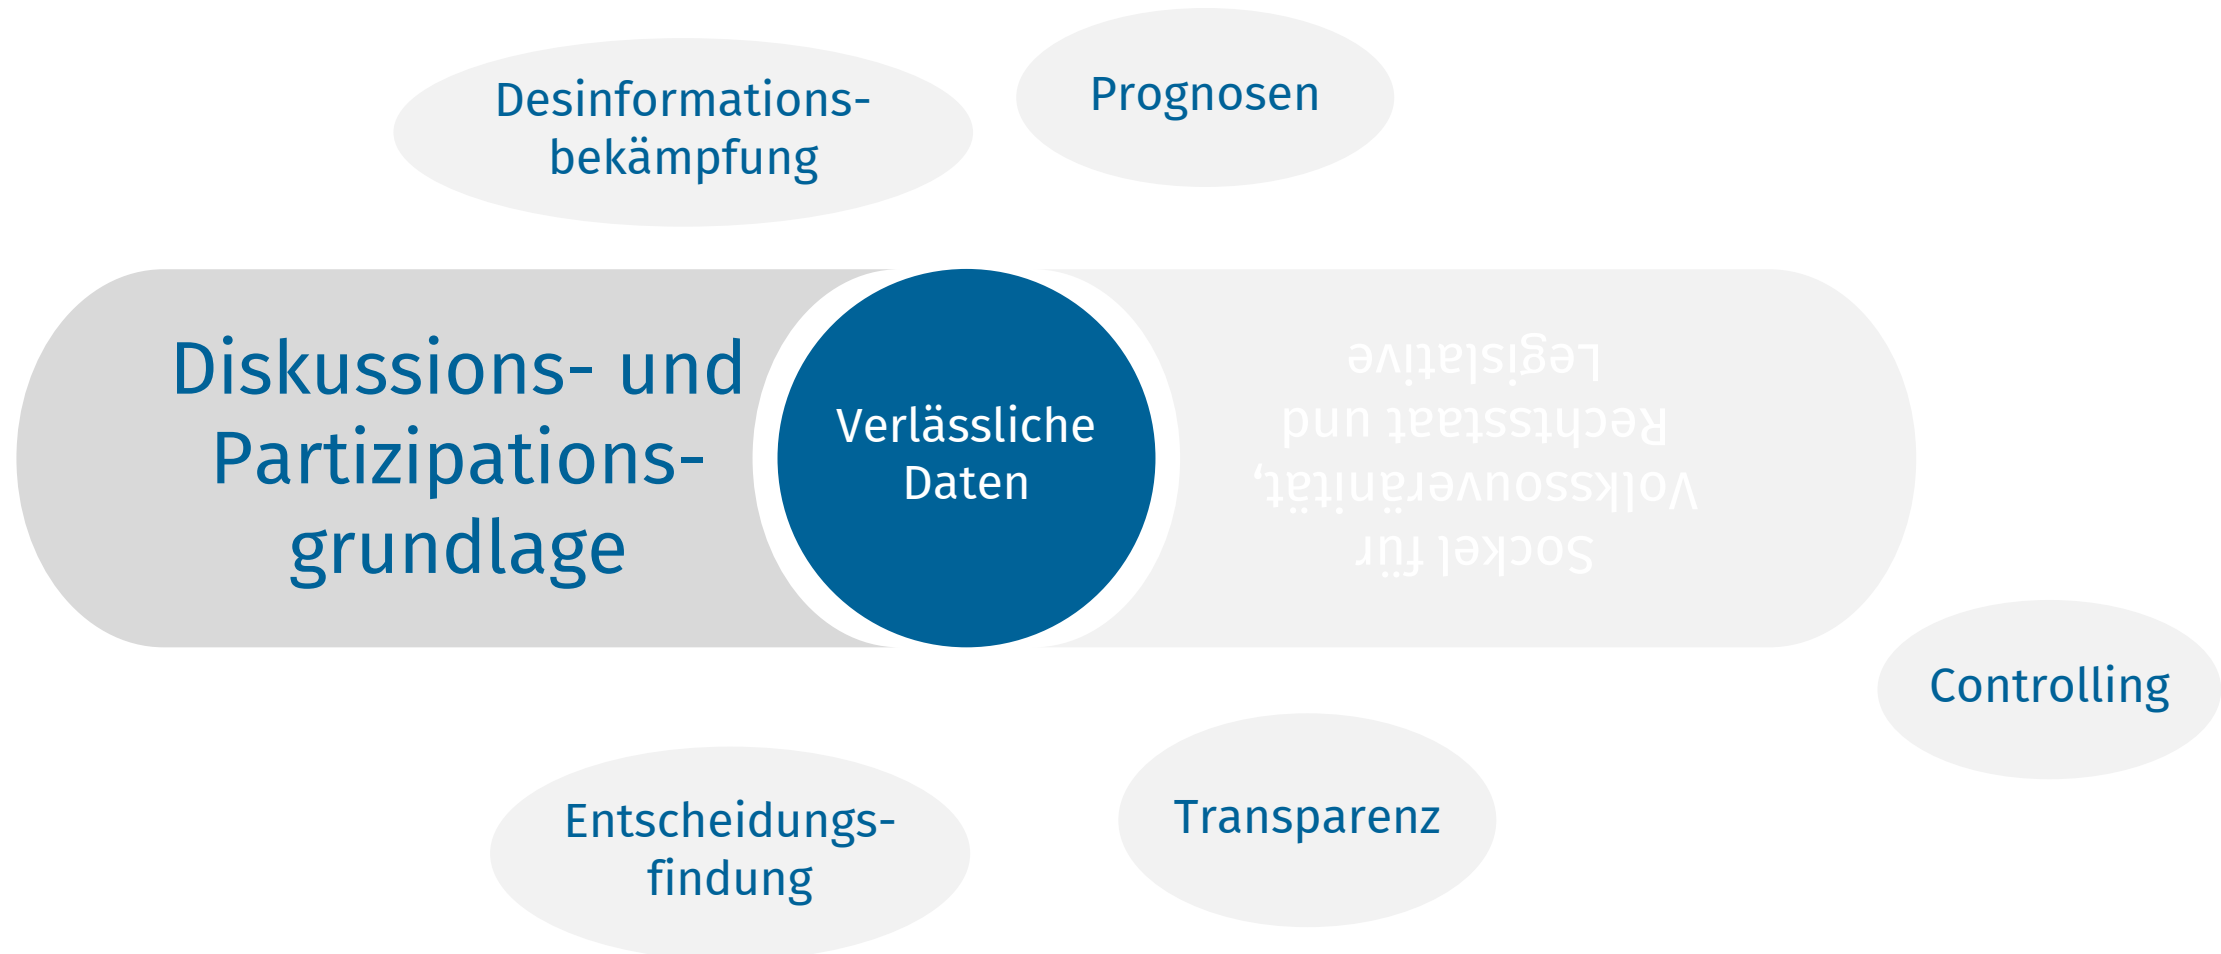 Desinformations-
bekämpfung
Prognosen
Diskussions- und
Partizipations-
grundlage
Verlässliche
Daten
Sockel für
Volkssouveränität,
Rechtsstaat und
Legislative
Controlling
Entscheidungs-
findung
Transparenz